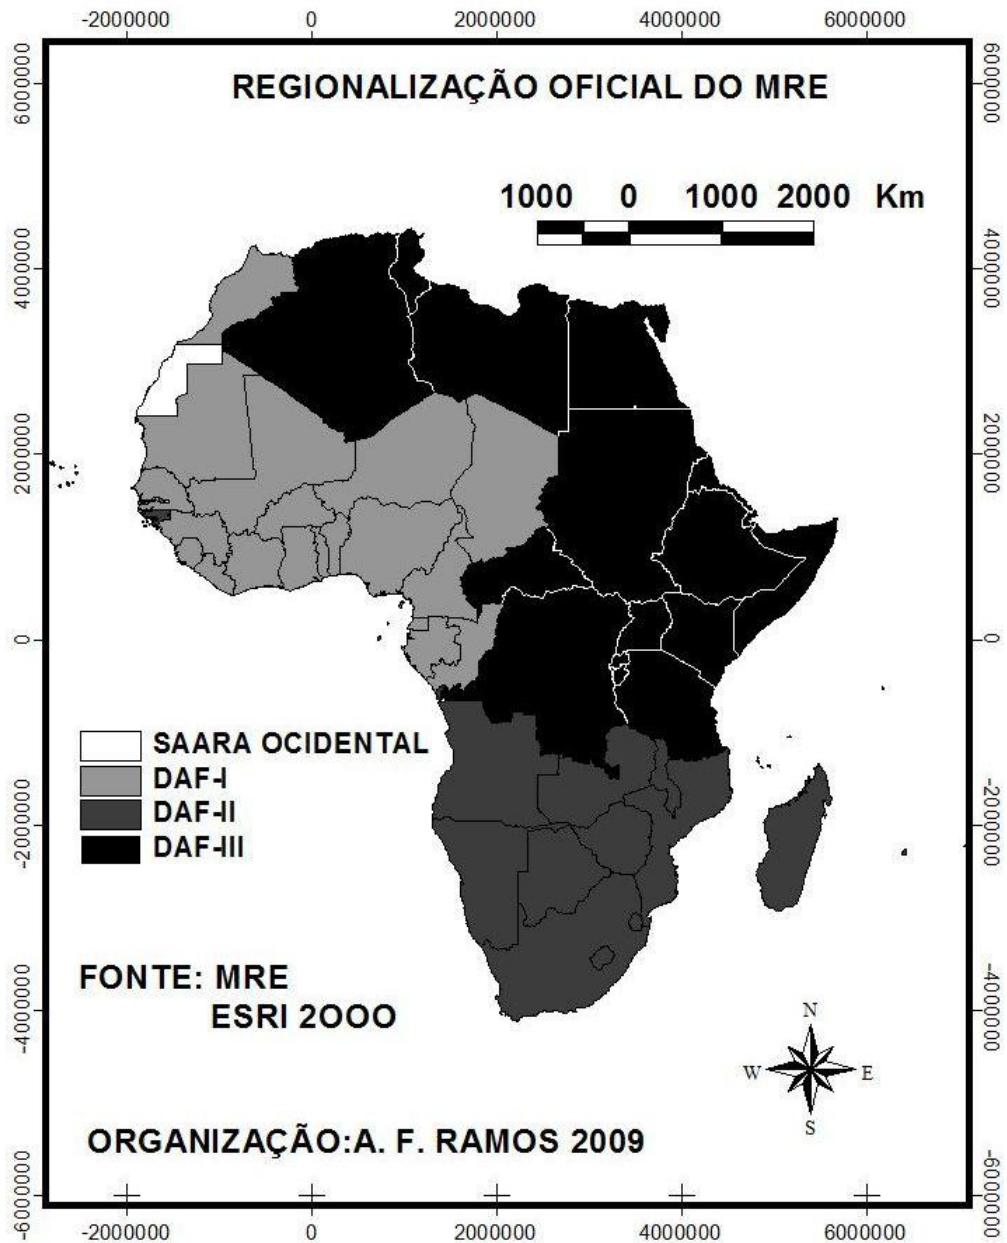 -2000000 0 2000000 4000000 6000000
REGIONALIZAÇÃO OFICIAL DO MRE
1000 0 1000 2000 Km
6000000
4000000
2000000
0
-2000000
-4000000
-6000000
6000000
4000000
2000000
0
-2000000
-4000000
-6000000
SAARA OCIDENTAL
DAF-I
DAF-II
DAF-III
FONTE: MRE
ESRI 2OOO
N
W E
S
ORGANIZAÇÃO:A. F. RAMOS 2009
-2000000 0 2000000 4000000 6000000